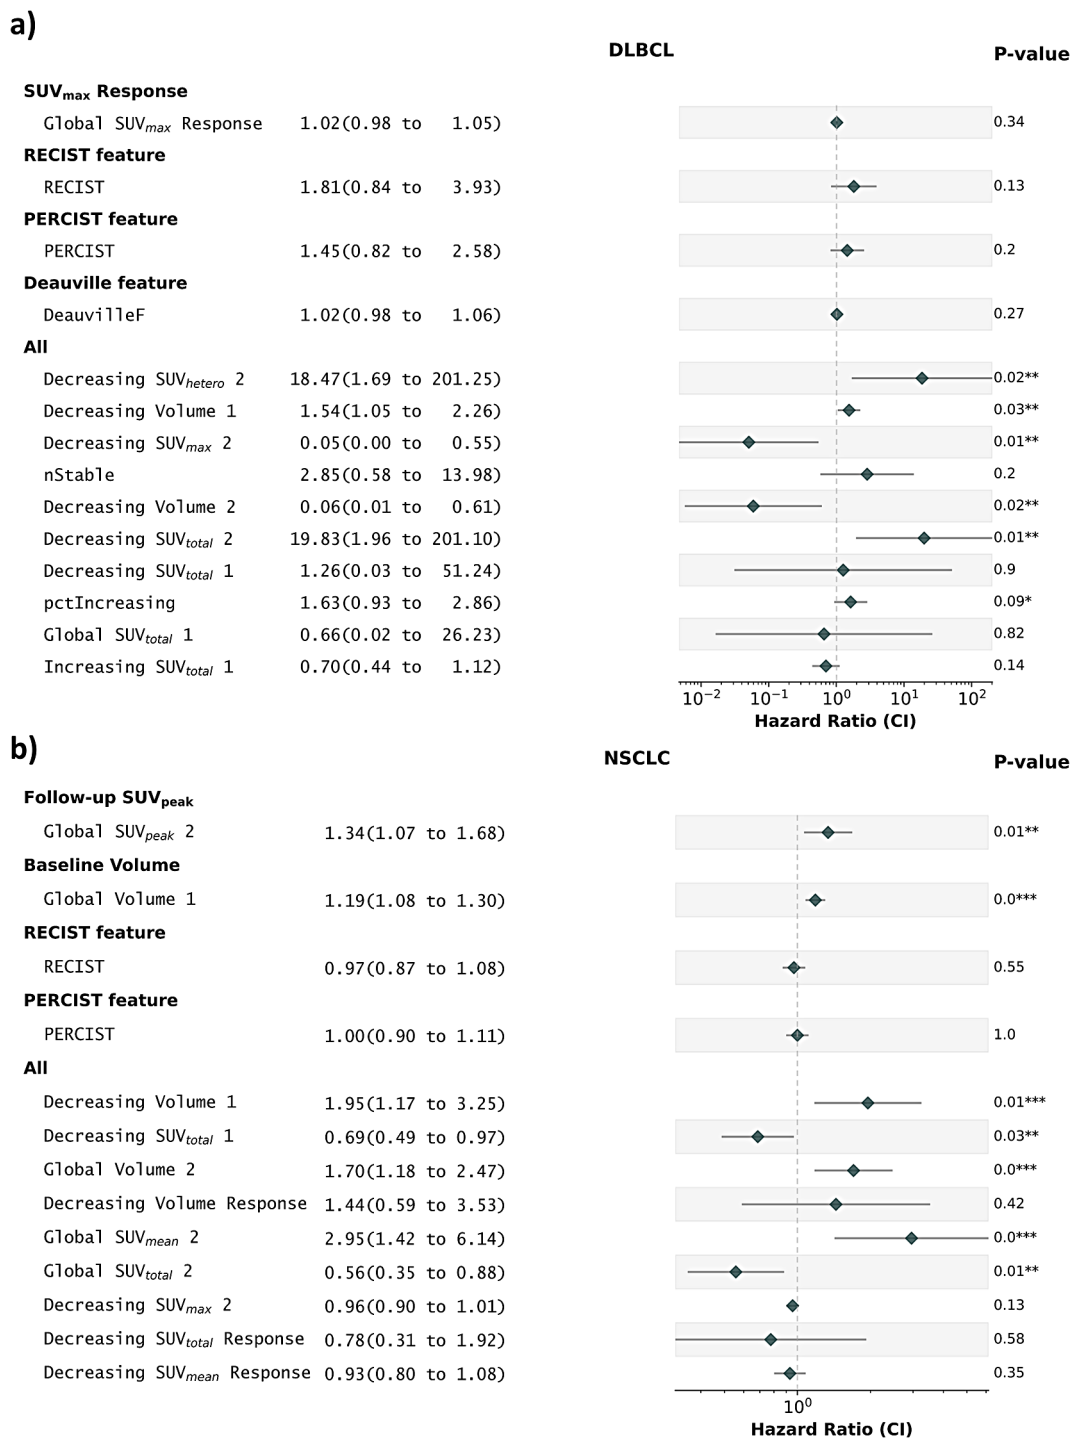 a)
DLBCL P-value
SUVmax Response
Global SUVmax Response 1.02(0.98 to 1.05) 0.34
RECIST feature
RECIST 1.81(0.84 to 3.93) 0.13
PERCIST feature
PERCIST 1.45(0.82 to 2.58) 0.2
Deauville feature
DeauvilleF 1.02(0.98 to 1.06) 0.27
All
Decreasing SUVhetero 2 18.47(1.69 to 201.25) 0.02**
Decreasing Volume 1 1.54(1.05 to 2.26) 0.03**
Decreasing SUVmax 2 0.05(0.00 to 0.55) 0.01**
nStable 2.85(0.58 to 13.98) 0.2
Decreasing Volume 2 0.06(0.01 to 0.61) 0.02**
Decreasing SUVtotal 2 19.83(1.96 to 201.10) 0.01**
Decreasing SUVtotal 1 1.26(0.03 to 51.24) 0.9
pctIncreasing 1.63(0.93 to 2.86) 0.09*
Global SUVtotal 1 0.66(0.02 to 26.23) 0.82
Increasing SUVtotal 1 0.70(0.44 to 1.12) 0.14
10⁻² 10⁻¹ 10⁰ 10¹ 10²
Hazard Ratio (CI)
b)
NSCLC P-value
Follow-up SUVpeak
Global SUVpeak 2 1.34(1.07 to 1.68) 0.01**
Baseline Volume
Global Volume 1 1.19(1.08 to 1.30) 0.0***
RECIST feature
RECIST 0.97(0.87 to 1.08) 0.55
PERCIST feature
PERCIST 1.00(0.90 to 1.11) 1.0
All
Decreasing Volume 1 1.95(1.17 to 3.25) 0.01***
Decreasing SUVtotal 1 0.69(0.49 to 0.97) 0.03**
Global Volume 2 1.70(1.18 to 2.47) 0.0***
Decreasing Volume Response 1.44(0.59 to 3.53) 0.42
Global SUVmean 2 2.95(1.42 to 6.14) 0.0***
Global SUVtotal 2 0.56(0.35 to 0.88) 0.01**
Decreasing SUVmax 2 0.96(0.90 to 1.01) 0.13
Decreasing SUVtotal Response 0.78(0.31 to 1.92) 0.58
Decreasing SUVmean Response 0.93(0.80 to 1.08) 0.35
10⁰
Hazard Ratio (CI)